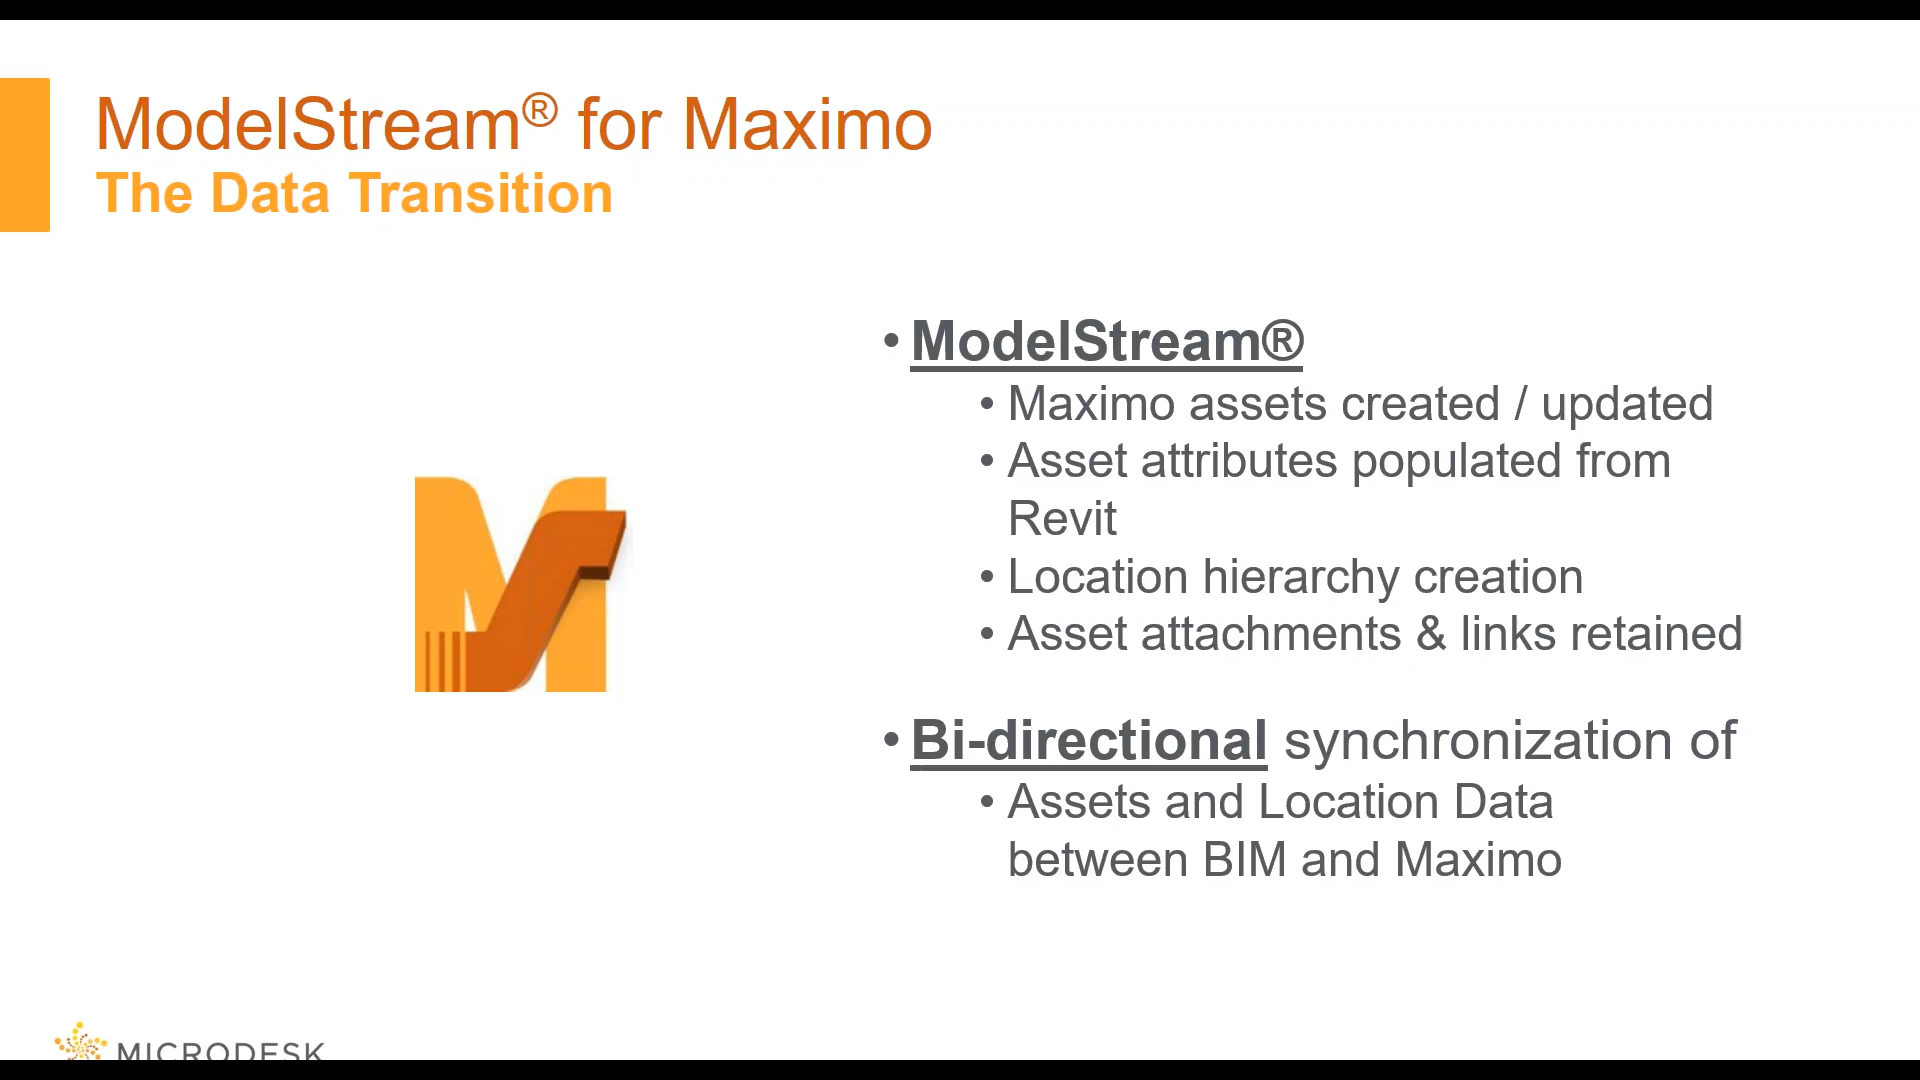 ModelStream® for Maximo
The Data Transition
• ModelStream®
• Maximo assets created / updated
• Asset attributes populated from
Revit
• Location hierarchy creation
• Asset attachments & links retained
• Bi-directional synchronization of
• Assets and Location Data
between BIM and Maximo
MICRODESK